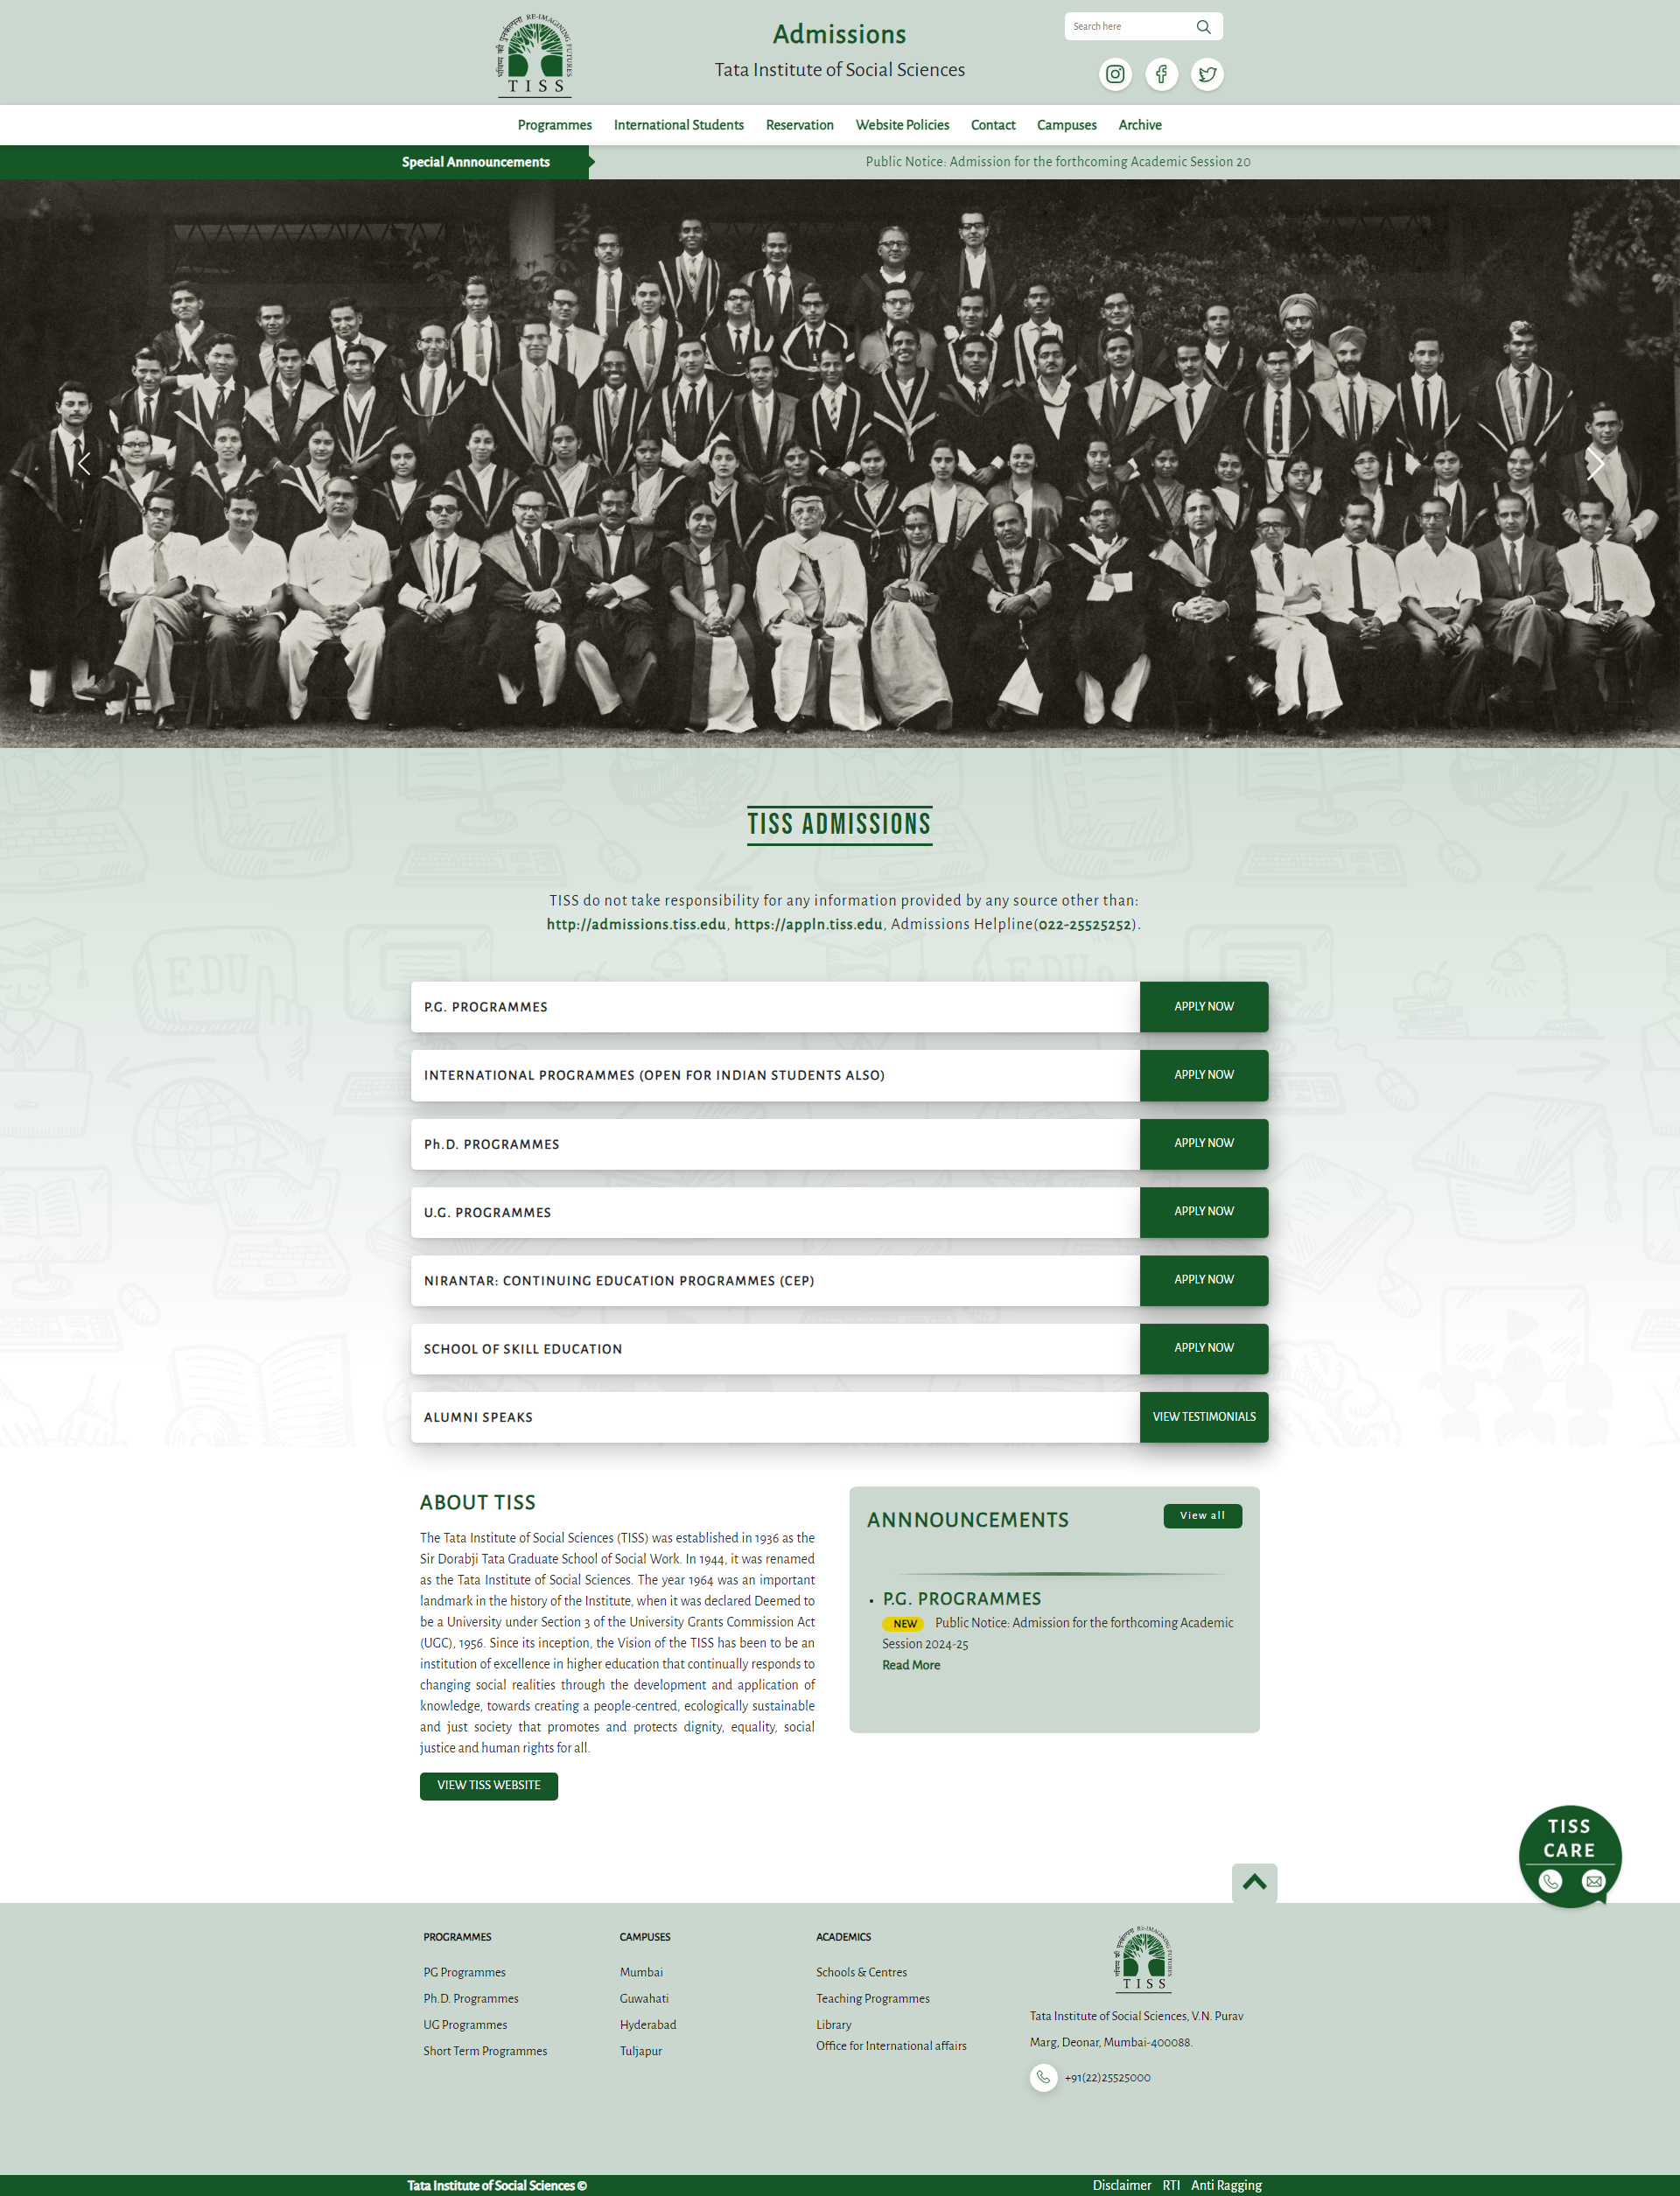 भविष्य की पुनर्कल्पना RE-IMAGINING FUTURES
TISS
Admissions
Tata Institute of Social Sciences
Search here
Programmes International Students Reservation Website Policies Contact Campuses Archive
Special Annnouncements
Public Notice: Admission for the forthcoming Academic Session 20
TISS ADMISSIONS
TISS do not take responsibility for any information provided by any source other than:
http://admissions.tiss.edu, https://appln.tiss.edu, Admissions Helpline(022-25525252).
EDU
EDU
P.G. PROGRAMMES
APPLY NOW
INTERNATIONAL PROGRAMMES (OPEN FOR INDIAN STUDENTS ALSO)
APPLY NOW
Ph.D. PROGRAMMES
APPLY NOW
U.G. PROGRAMMES
APPLY NOW
NIRANTAR: CONTINUING EDUCATION PROGRAMMES (CEP)
APPLY NOW
SCHOOL OF SKILL EDUCATION
APPLY NOW
ALUMNI SPEAKS
VIEW TESTIMONIALS
ABOUT TISS
The Tata Institute of Social Sciences (TISS) was established in 1936 as the
Sir Dorabji Tata Graduate School of Social Work. In 1944, it was renamed
as the Tata Institute of Social Sciences. The year 1964 was an important
landmark in the history of the Institute, when it was declared Deemed to
be a University under Section 3 of the University Grants Commission Act
(UGC), 1956. Since its inception, the Vision of the TISS has been to be an
institution of excellence in higher education that continually responds to
changing social realities through the development and application of
knowledge, towards creating a people-centred, ecologically sustainable
and just society that promotes and protects dignity, equality, social
justice and human rights for all.
VIEW TISS WEBSITE
ANNNOUNCEMENTS
View all
• P.G. PROGRAMMES
NEW Public Notice: Admission for the forthcoming Academic
Session 2024-25
Read More
TISS
CARE
PROGRAMMES
PG Programmes
Ph.D. Programmes
UG Programmes
Short Term Programmes
CAMPUSES
Mumbai
Guwahati
Hyderabad
Tuljapur
ACADEMICS
Schools & Centres
Teaching Programmes
Library
Office for International affairs
भविष्य की पुनर्कल्पना RE-IMAGINING FUTURES
TISS
Tata Institute of Social Sciences, V.N. Purav
Marg, Deonar, Mumbai-400088.
+91(22)25525000
Tata Institute of Social Sciences ©
Disclaimer RTI Anti Ragging